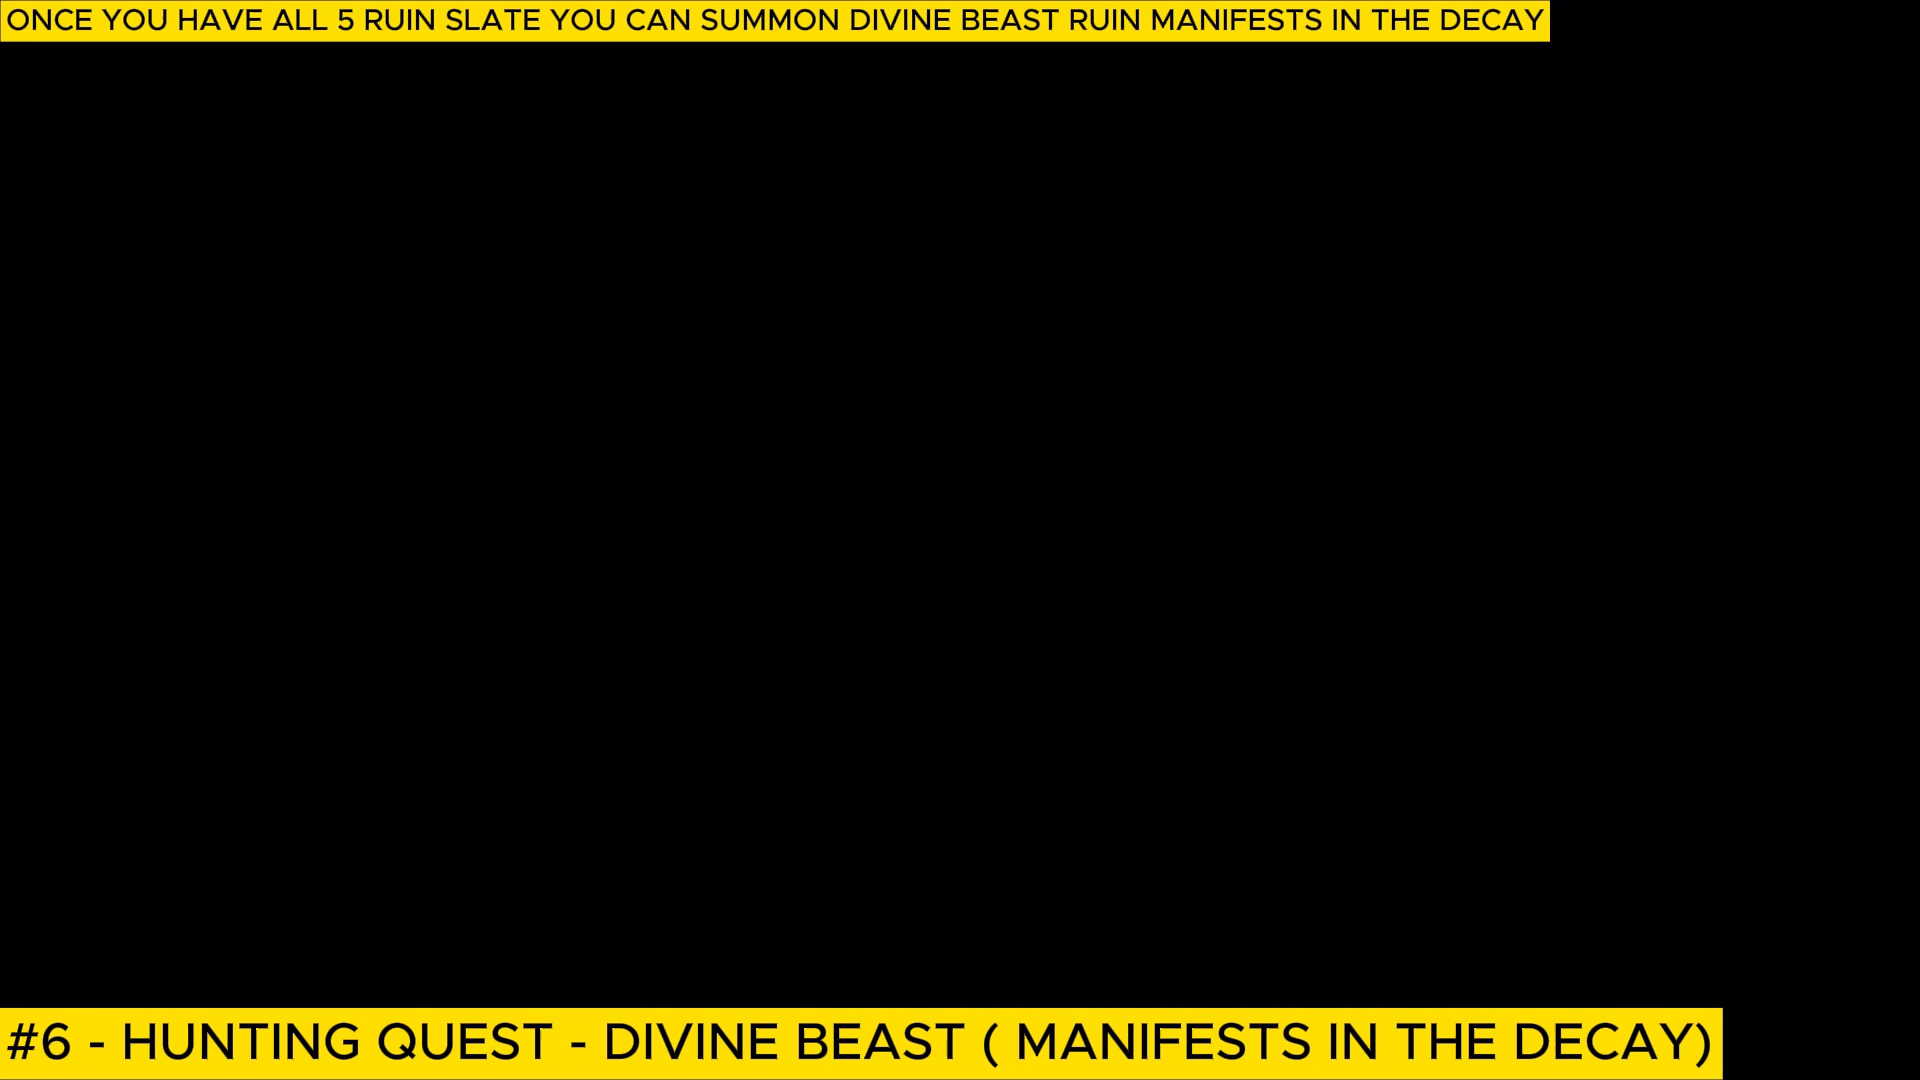 ONCE YOU HAVE ALL 5 RUIN SLATE YOU CAN SUMMON DIVINE BEAST RUIN MANIFESTS IN THE DECAY
#6 - HUNTING QUEST - DIVINE BEAST ( MANIFESTS IN THE DECAY)